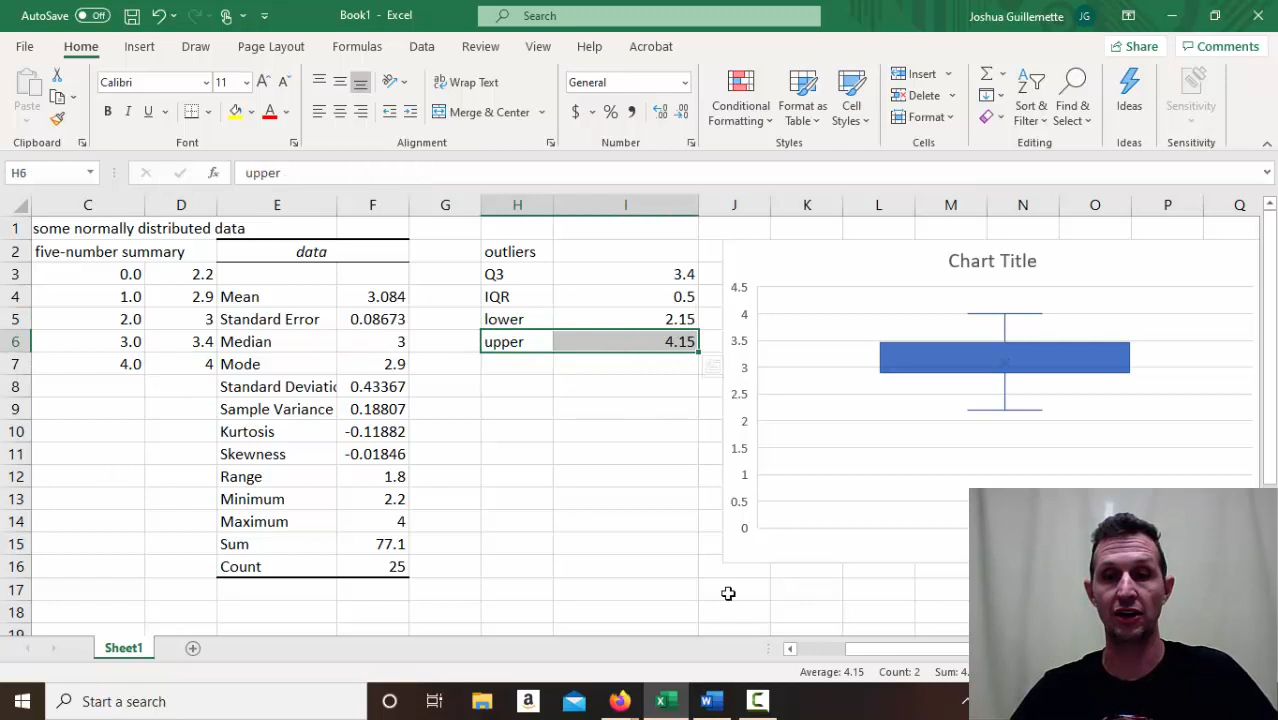 AutoSave Off Book1 - Excel Search Joshua Guillemette JG
File Home Insert Draw Page Layout Formulas Data Review View Help Acrobat Share Comments
Paste Calibri 11 A A ab Wrap Text General Conditional Formatting Format as Table Cell Styles Insert Delete Format Sort & Filter Find & Select Ideas Sensitivity
B I U A Merge & Center $ % ,
Clipboard Font Alignment Number Styles Cells Editing Ideas Sensitivity
H6 fx upper
C D E F G H I J K L M N O P Q
1 some normally distributed data
2 five-number summary data outliers
3 0.0 2.2 Q3 3.4
4 1.0 2.9 Mean 3.084 IQR 0.5
5 2.0 3 Standard Error 0.08673 lower 2.15
6 3.0 3.4 Median 3 upper 4.15
7 4.0 4 Mode 2.9
8 Standard Deviatic 0.43367
9 Sample Variance 0.18807
10 Kurtosis -0.11882
11 Skewness -0.01846
12 Range 1.8
13 Minimum 2.2
14 Maximum 4
15 Sum 77.1
16 Count 25
17
18
19
Chart Title
4.5
4
3.5
3
2.5
2
1.5
1
0.5
0
Sheet1
Average: 4.15 Count: 2 Sum: 4.
Start a search